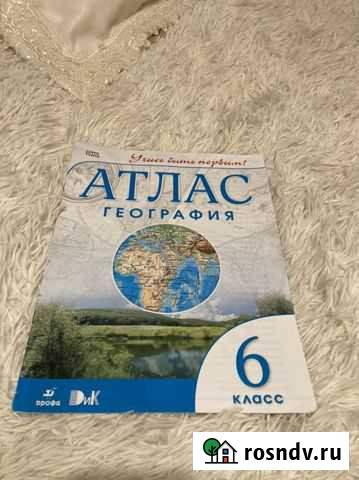 Учись быть первым!
АТЛАС
ГЕОГРАФИЯ
6
КЛАСС
дрофа
ДиК
rosndv.ru